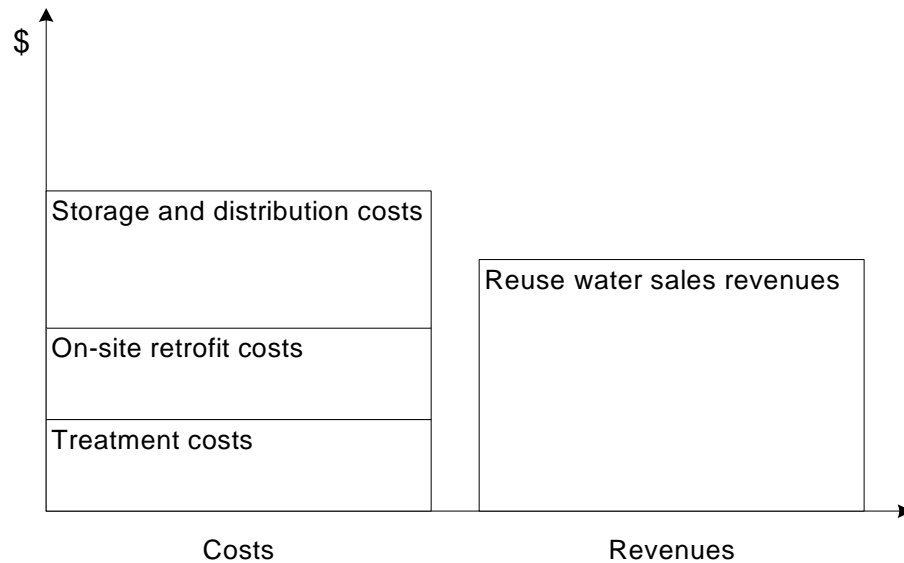 $
Storage and distribution costs
Reuse water sales revenues
On-site retrofit costs
Treatment costs
Costs
Revenues